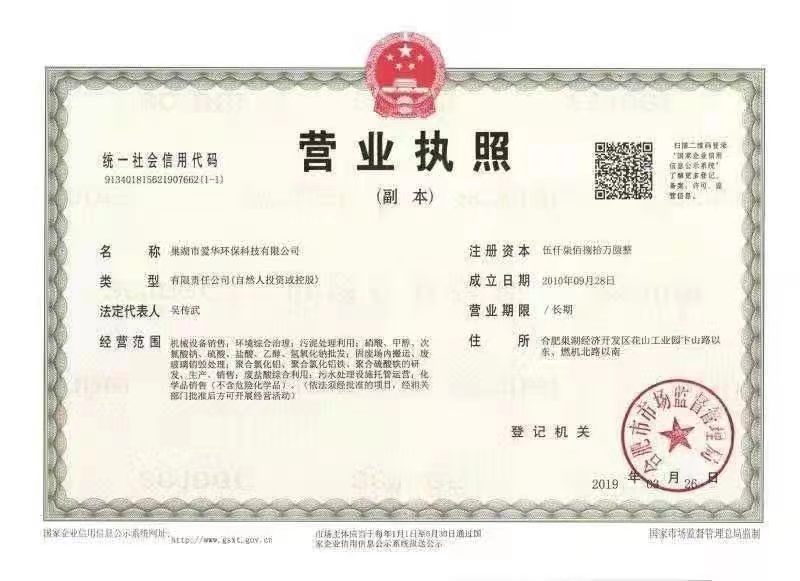 营业执照
(副 本)
统一社会信用代码
913401815621907662(1-1)
扫描二维码登录
“国家企业信用
信息公示系统”
了解更多登记、
备案、许可、监
管信息。
名 称 巢湖市爱华环保科技有限公司
类 型 有限责任公司(自然人投资或控股)
法定代表人 吴传武
经营范围 机械设备销售；环境综合治理；污泥处理利用；硝酸、甲醇、次
氯酸钠、硫酸、盐酸、乙醇、氢氧化钠批发；固废场内搬运、废
玻璃销毁处理；聚合氯化铝、聚合氯化铝铁、聚合硫酸铁的研
发、生产、销售；废盐酸综合利用；污水处理设施托管运营；化
学品销售（不含危险化学品）。（依法须经批准的项目，经相关
部门批准后方可开展经营活动）
注册资本 伍仟柒佰捌拾万圆整
成立日期 2010年09月28日
营业期限 /长期
住 所 合肥巢湖经济开发区花山工业园卞山路以
东、燃机北路以南
登记机关
合肥市市场监督管理局
2019 年 03 月 26 日
国家企业信用信息公示系统网址:
http://www.gsxt.gov.cn
市场主体应当于每年1月1日至6月30日通过国
家企业信用信息公示系统报送公示
国家市场监督管理总局监制